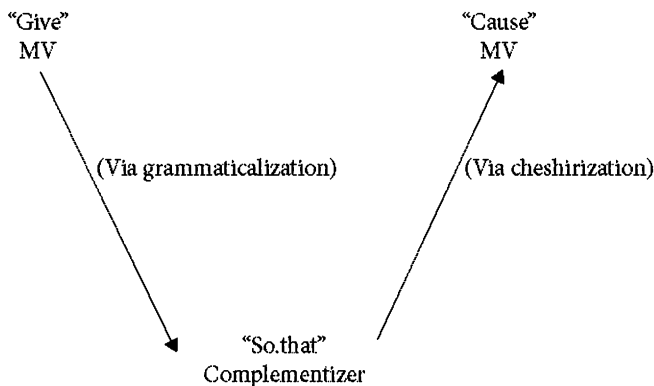 “Give”
MV
“Cause”
MV
(Via grammaticalization)
(Via cheshirization)
“So.that”
Complementizer